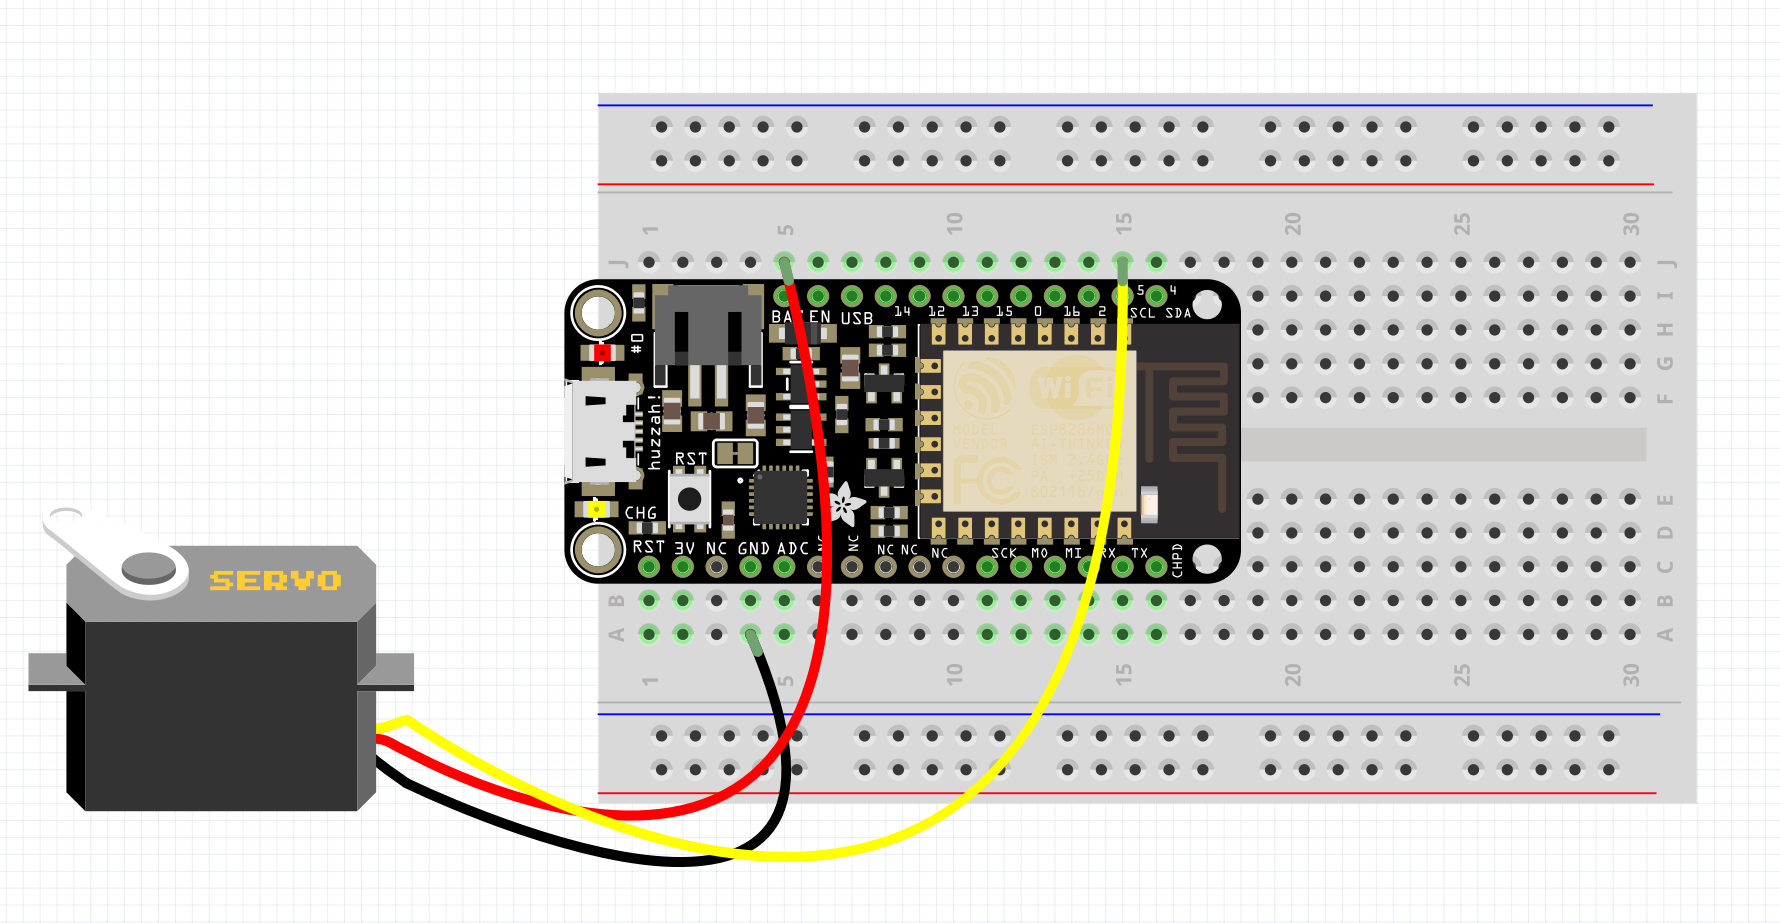 1 5 10 15 20 25 30
J J
I
H
G
F
E
D
C
B B
A A
1 5 10 15 20 25 30
BAT EN USB 14 12 13 15 0 16 2 SCL SDA
5 4
#0
huzzah!
RST
CHG
WiFi
FC
RST 3V NC GND ADC NC NC NC NC NC SCK MO MI RX TX CHPD
SERVO